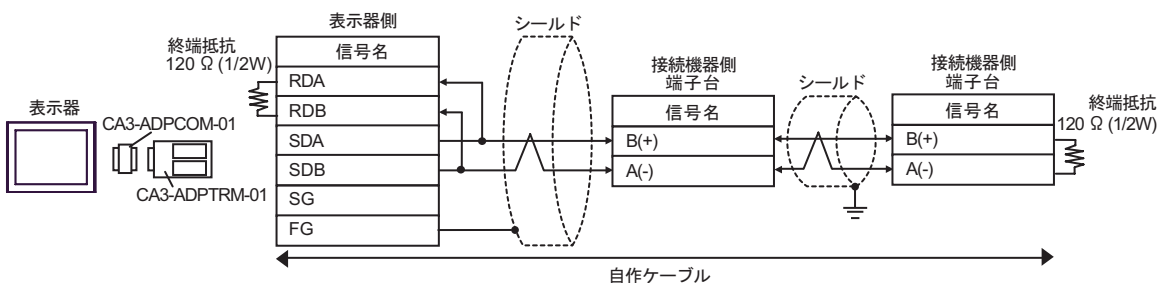 表示器
CA3-ADPCOM-01
CA3-ADPTRM-01
終端抵抗
120 Ω (1/2W)
表示器側
信号名
RDA
RDB
SDA
SDB
SG
FG
シールド
接続機器側
端子台
信号名
B(+)
A(-)
シールド
接続機器側
端子台
信号名
B(+)
A(-)
終端抵抗
120 Ω (1/2W)
自作ケーブル